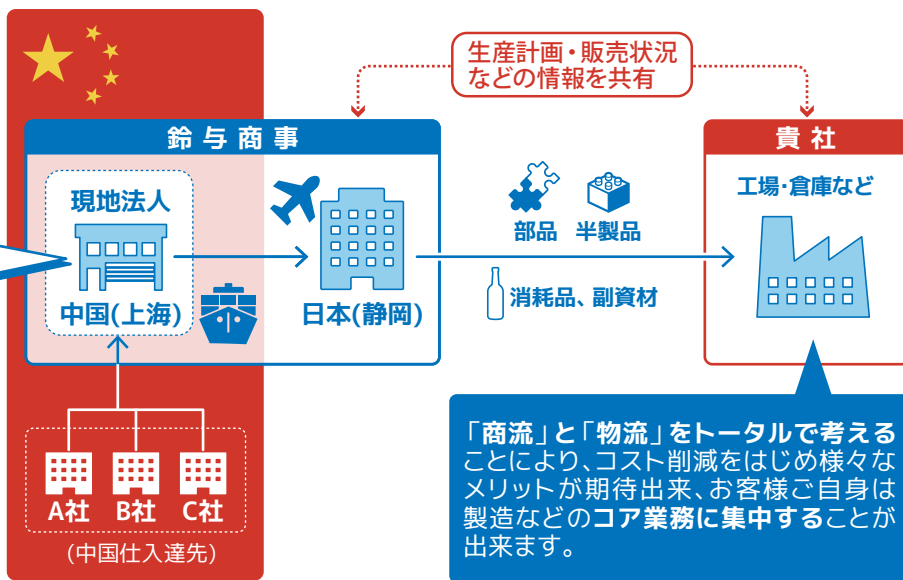 生産計画・販売状況
などの情報を共有
鈴与商事
貴社
現地法人
中国(上海)
日本(静岡)
部品 半製品
消耗品、副資材
工場・倉庫など
A社 B社 C社
(中国仕入達先)
「商流」と「物流」をトータルで考える
ことにより、コスト削減をはじめ様々な
メリットが期待出来、お客様ご自身は
製造などのコア業務に集中することが
出来ます。